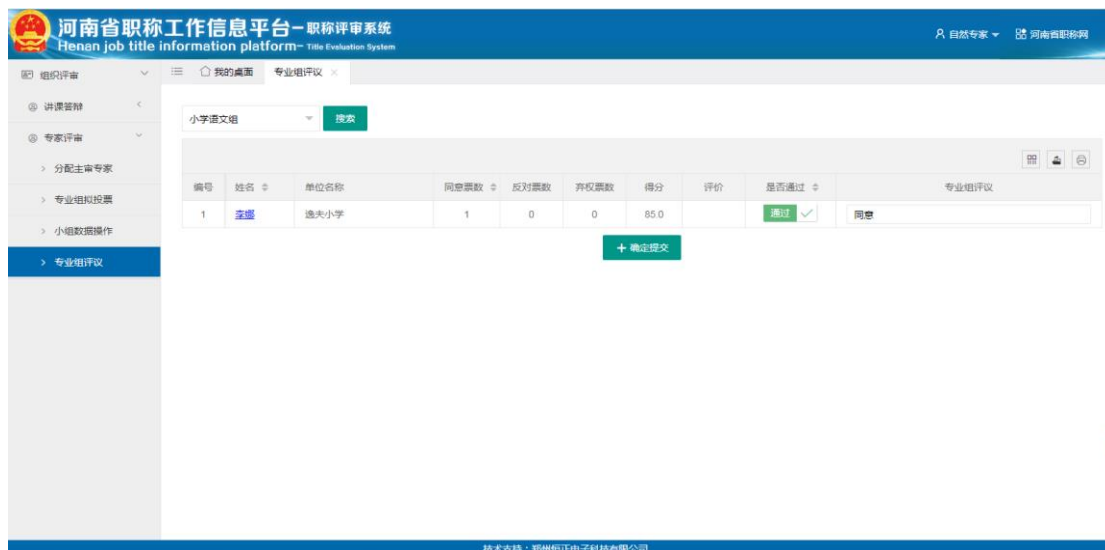 河南省职称工作信息平台-职称评审系统
Henan job title information platform- Title Evaluation System
自然专家 河南省职称网
组织评审
我的桌面 专业组评议
讲课答辩
专家评审
分配主审专家
专业组拟投票
小组数据操作
专业组评议
小学语文组 搜索
编号 姓名 单位名称 同意票数 反对票数 弃权票数 得分 评价 是否通过 专业组评议
1 李娜 逸夫小学 1 0 0 85.0 通过 同意
+ 确定提交
技术支持：郑州恒正电子科技有限公司